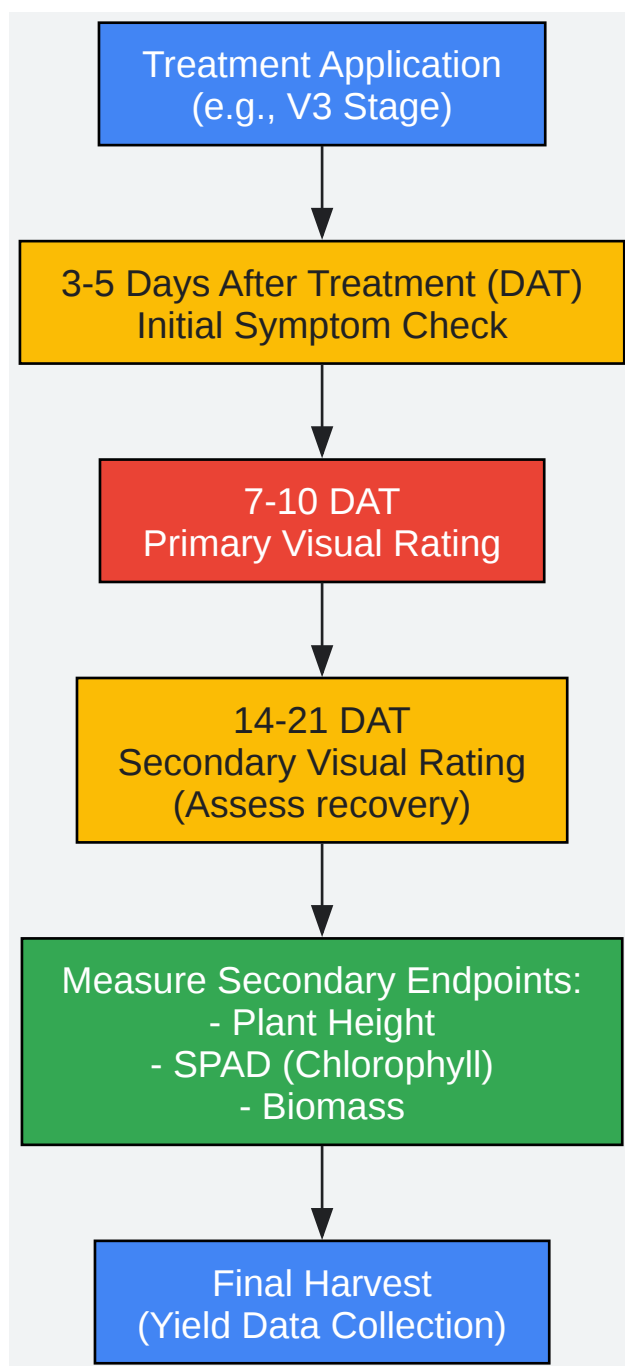 Treatment Application
(e.g., V3 Stage)
3-5 Days After Treatment (DAT)
Initial Symptom Check
7-10 DAT
Primary Visual Rating
14-21 DAT
Secondary Visual Rating
(Assess recovery)
Measure Secondary Endpoints:
- Plant Height
- SPAD (Chlorophyll)
- Biomass
Final Harvest
(Yield Data Collection)